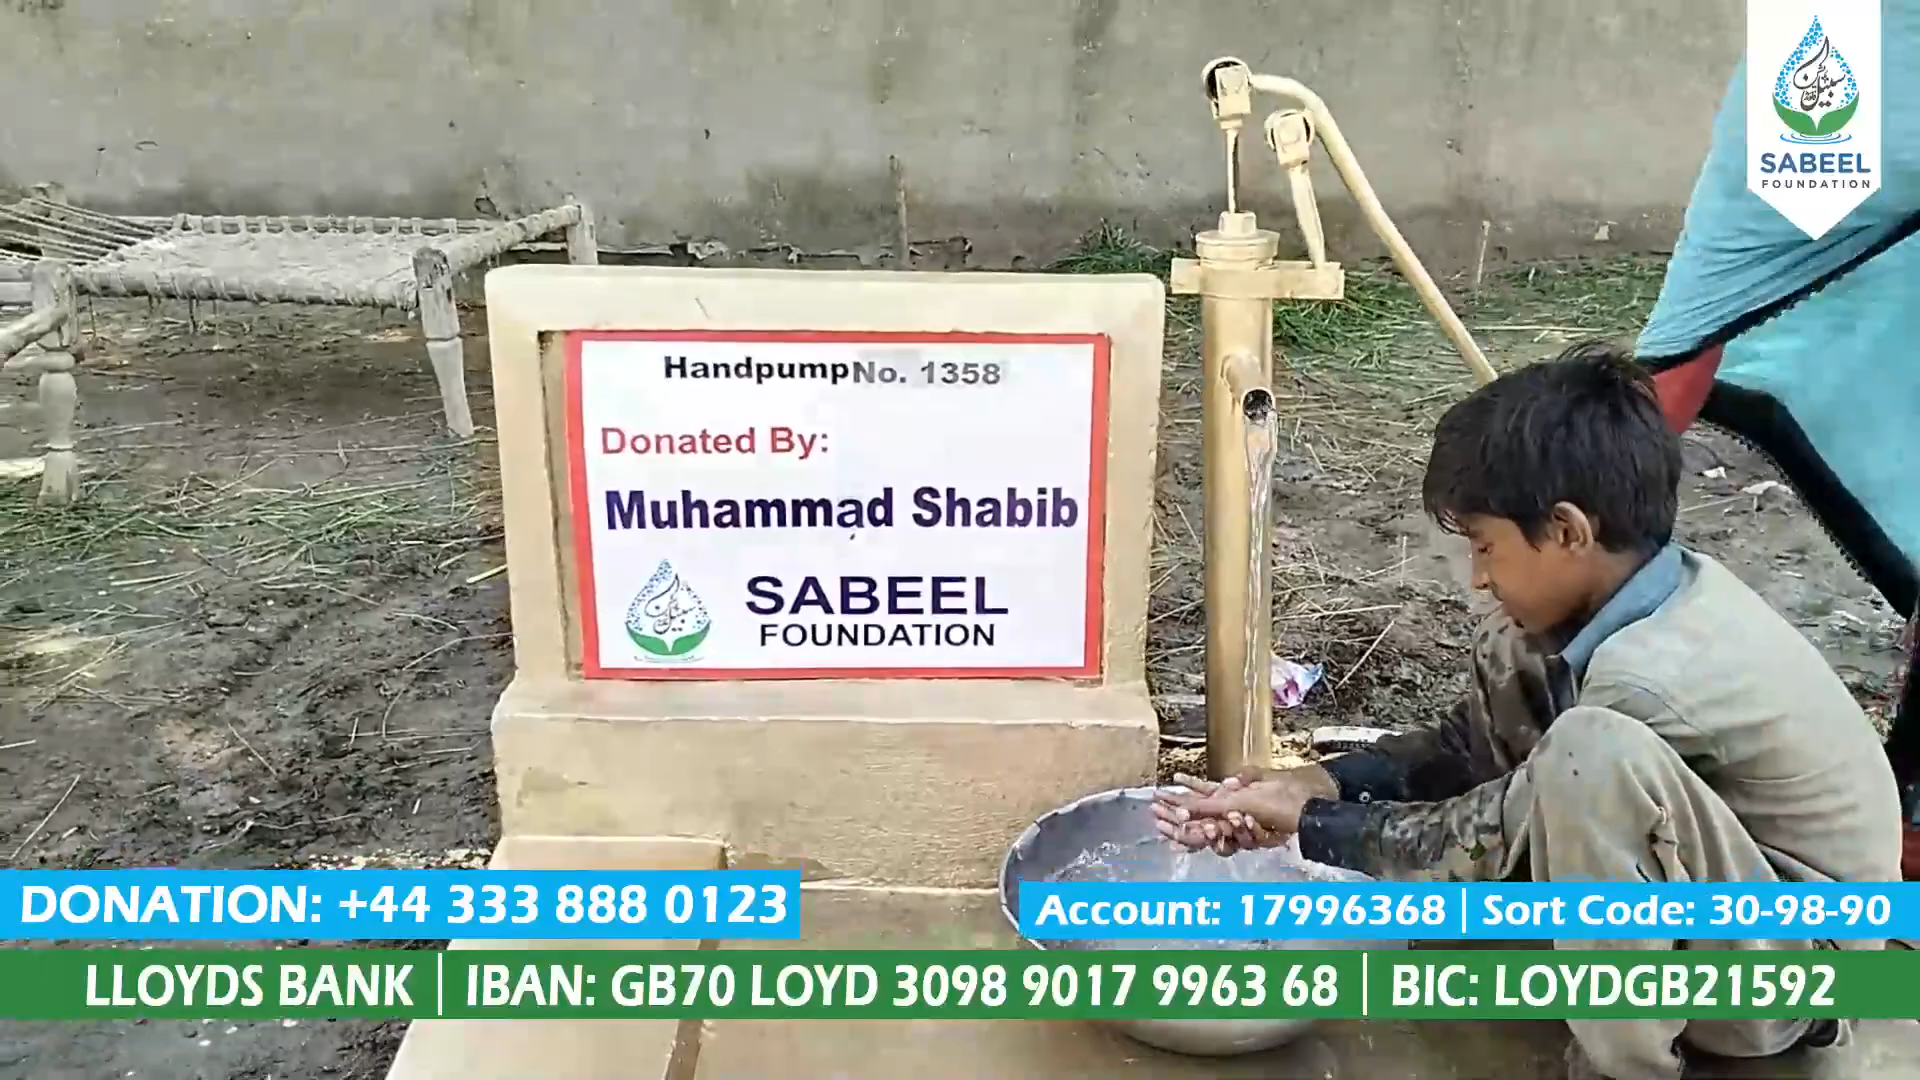 SABEEL
FOUNDATION
Handpump No. 1358
Donated By:
Muhammad Shabib
SABEEL
FOUNDATION
DONATION: +44 333 888 0123
Account: 17996368 | Sort Code: 30-98-90
LLOYDS BANK | IBAN: GB70 LOYD 3098 9017 9963 68 | BIC: LOYDGB21592